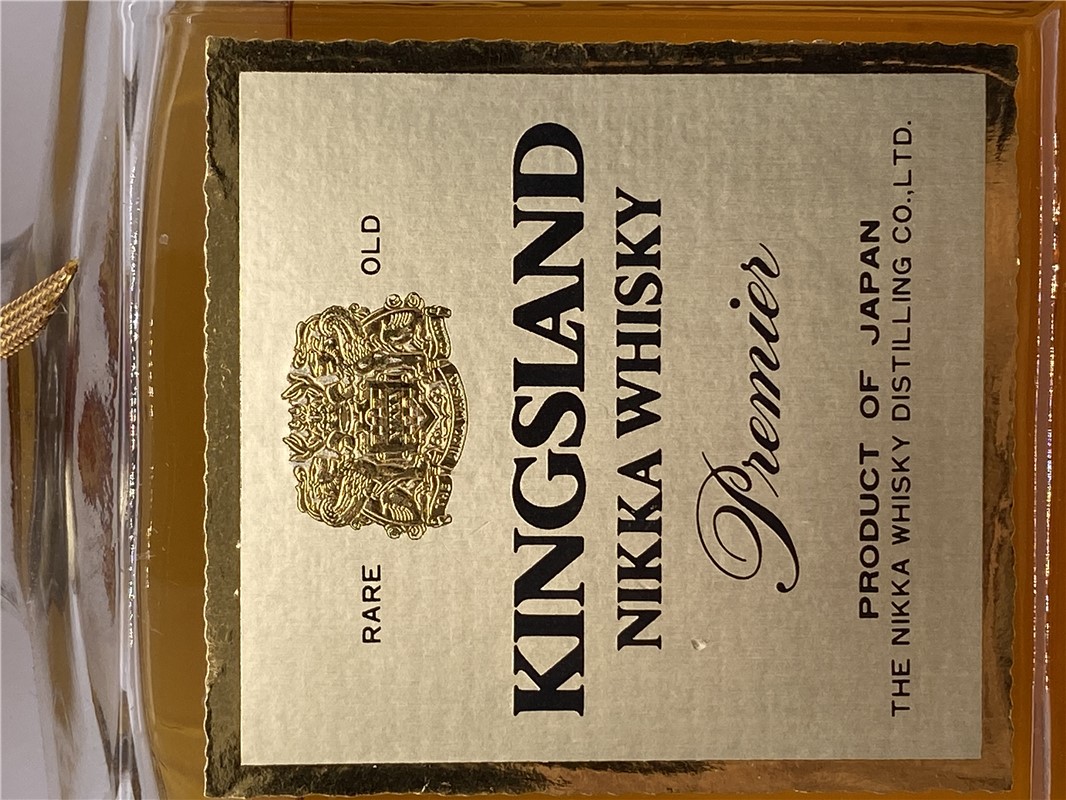 RARE OLD
KINGSLAND
NIKKA WHISKY
Premier
PRODUCT OF JAPAN
THE NIKKA WHISKY DISTILLING CO.,LTD.